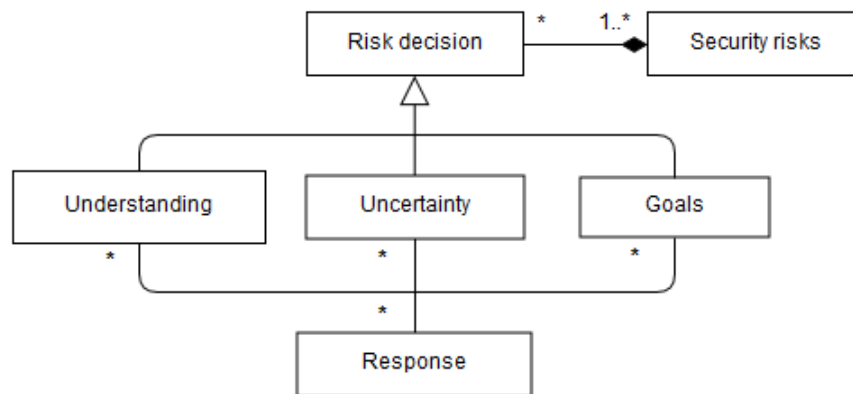 Risk decision
* 1..*
Security risks
Understanding
Uncertainty
Goals
* * *
*
Response